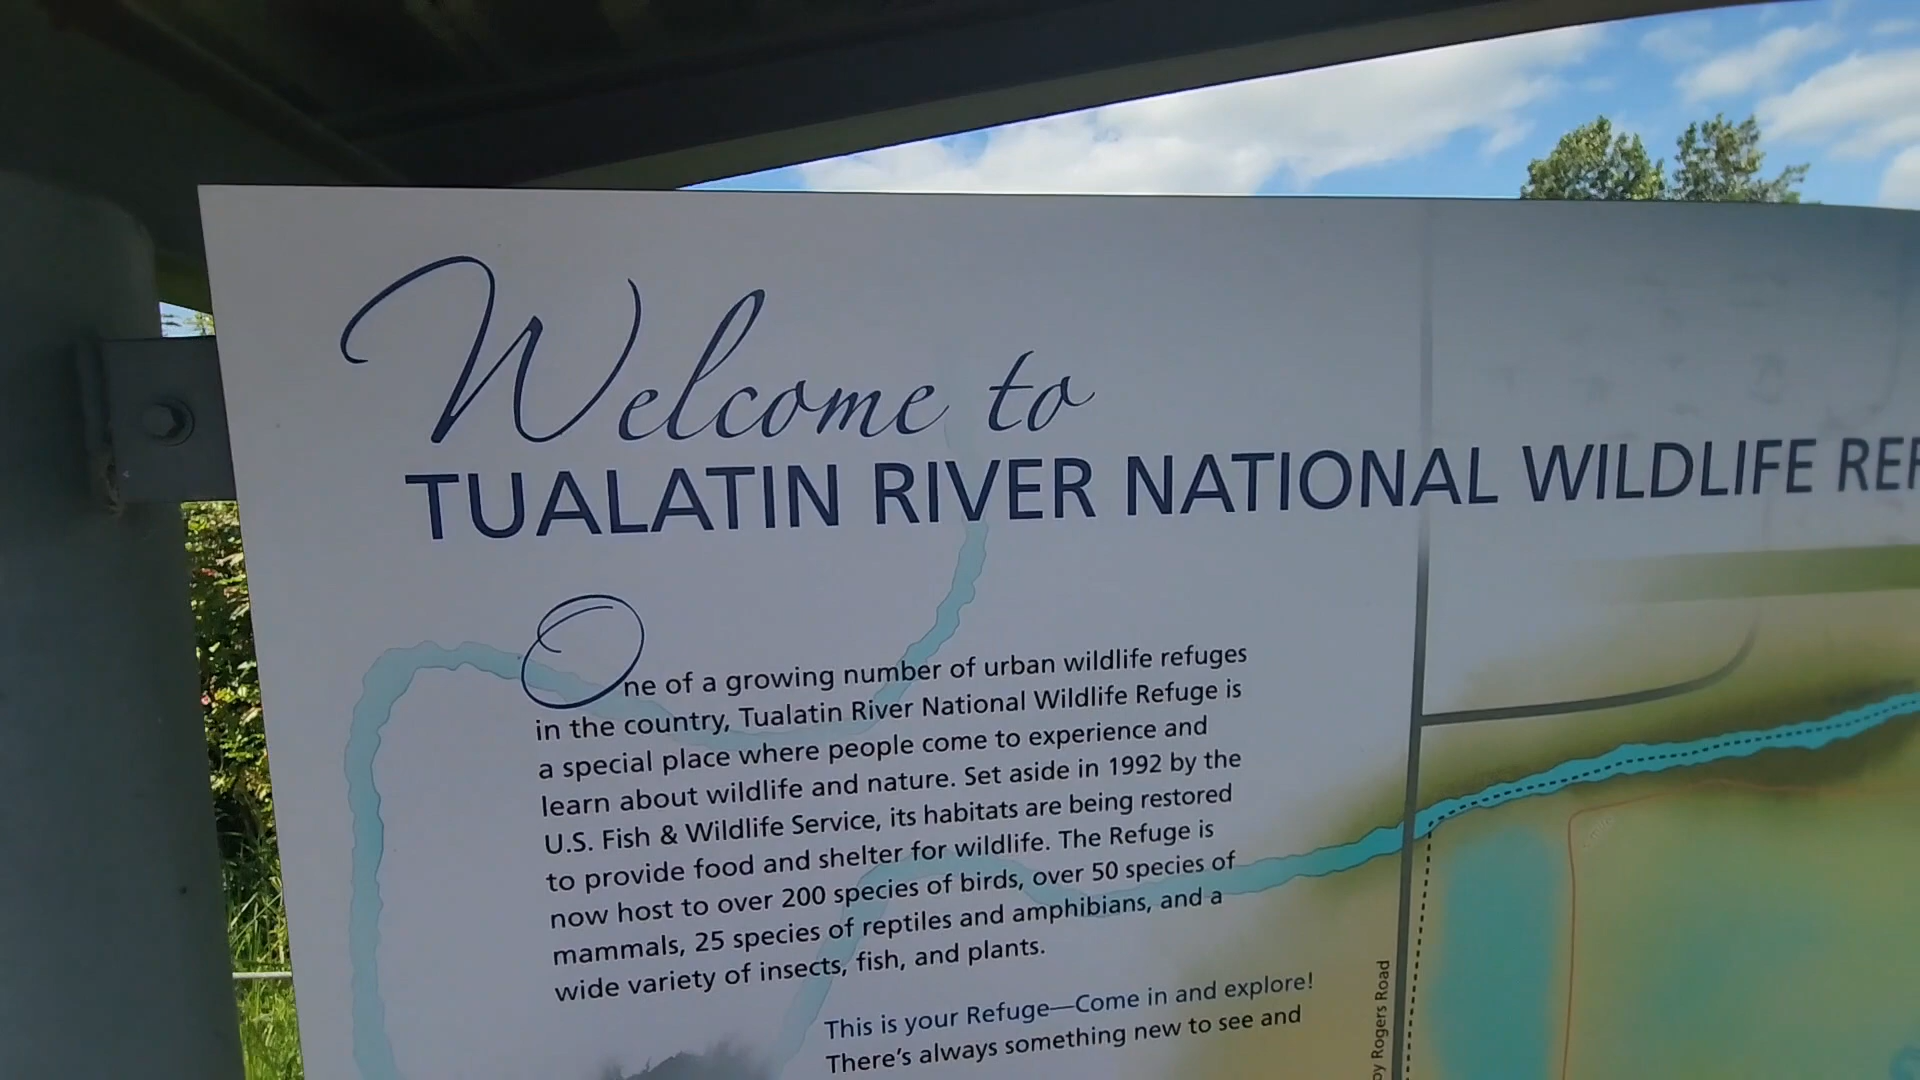 Welcome to
TUALATIN RIVER NATIONAL WILDLIFE
One of a growing number of urban wildlife refuges
in the country, Tualatin River National Wildlife Refuge is
a special place where people come to experience and
learn about wildlife and nature. Set aside in 1992 by the
U.S. Fish & Wildlife Service, its habitats are being restored
to provide food and shelter for wildlife. The Refuge is
now host to over 200 species of birds, over 50 species of
mammals, 25 species of reptiles and amphibians, and a
wide variety of insects, fish, and plants.
This is your Refuge—Come in and explore!
There's always something new to see and
Rogers Road